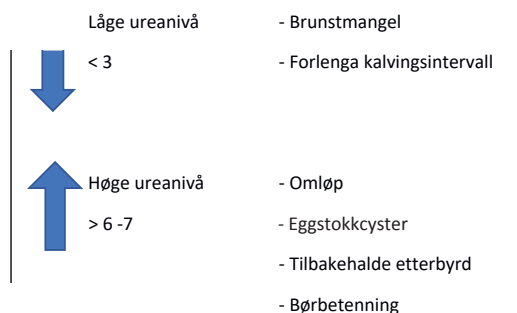 Låge ureanivå - Brunstmangel
< 3 - Forlenga kalvingsintervall
Høge ureanivå - Omløp
> 6 -7 - Eggstokkcyster
- Tilbakehalde etterbyrd
- Børbetenning